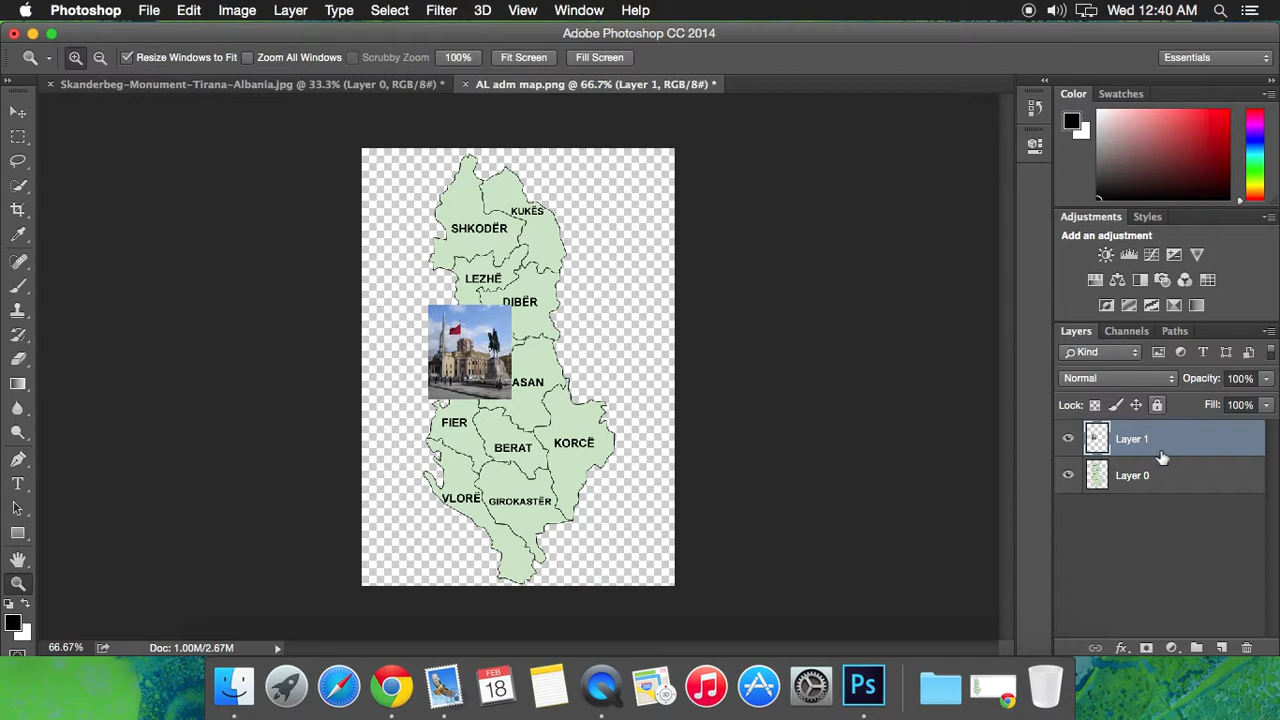 Photoshop File Edit Image Layer Type Select Filter 3D View Window Help Wed 12:40 AM
Adobe Photoshop CC 2014
Resize Windows to Fit Zoom All Windows Scrubby Zoom 100% Fit Screen Fill Screen Essentials
Skanderbeg-Monument-Tirana-Albania.jpg @ 33.3% (Layer 0, RGB/8#) * AL adm map.png @ 66.7% (Layer 1, RGB/8#) *
Color Swatches
KUKËS
SHKODËR
LEZHË
DIBËR
ASAN
FIER
BERAT
KORCË
VLORË
GIROKASTËR
Adjustments Styles
Add an adjustment
Layers Channels Paths
Kind
Normal Opacity: 100%
Lock: Fill: 100%
Layer 1
Layer 0
66.67% Doc: 1.00M/2.67M
FEB
18
3D
Ps